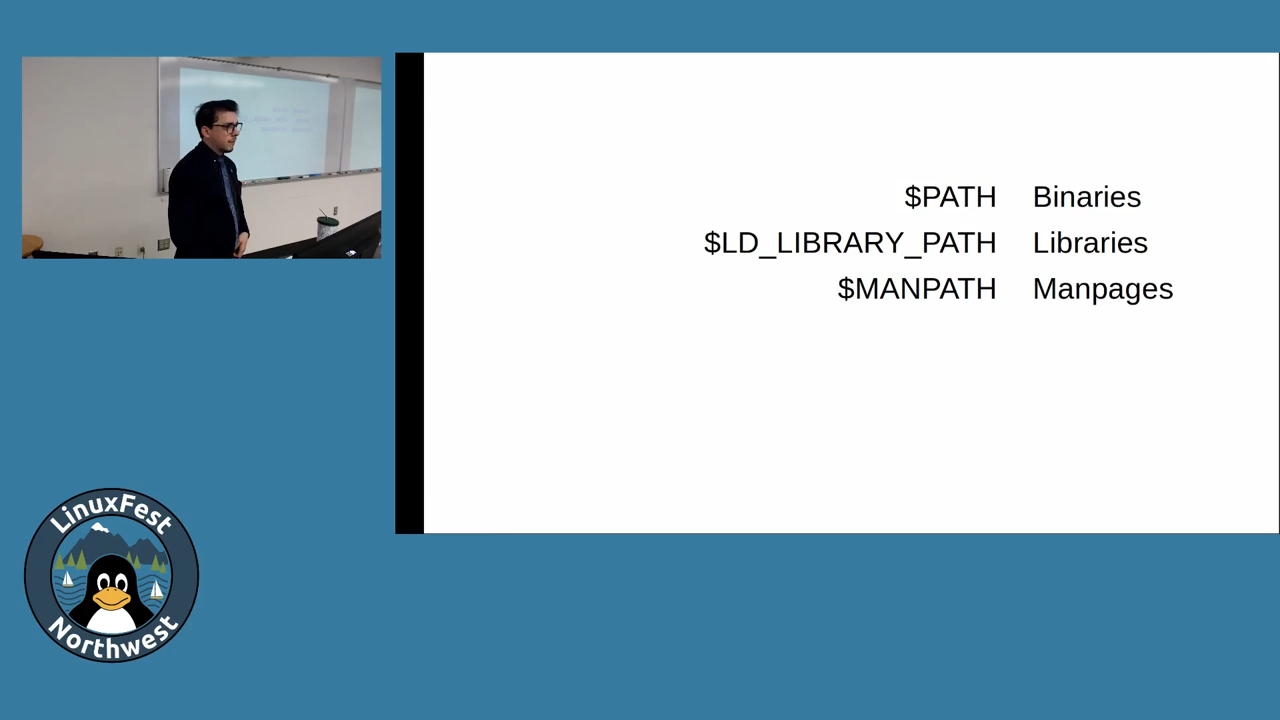 $PATH Binaries
$LD_LIBRARY_PATH Libraries
$MANPATH Manpages
LinuxFest
Northwest